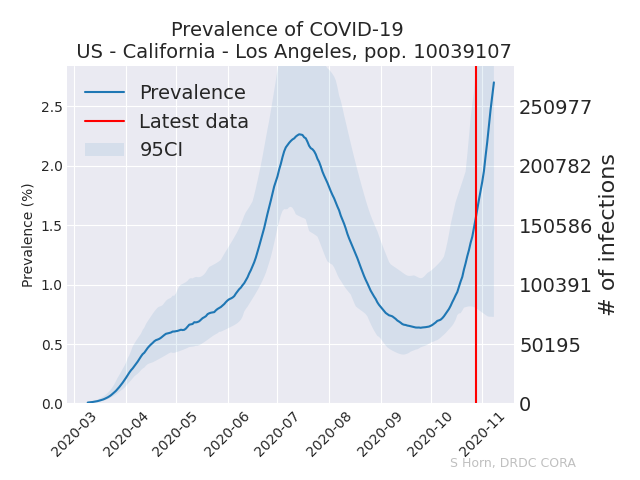 Prevalence of COVID-19
US - California - Los Angeles, pop. 10039107
Prevalence
Latest data
95CI
Prevalence (%)
2.5
2.0
1.5
1.0
0.5
0.0
250977
200782
150586
100391
50195
0
# of infections
2020-03
2020-04
2020-05
2020-06
2020-07
2020-08
2020-09
2020-10
2020-11
S Horn, DRDC CORA